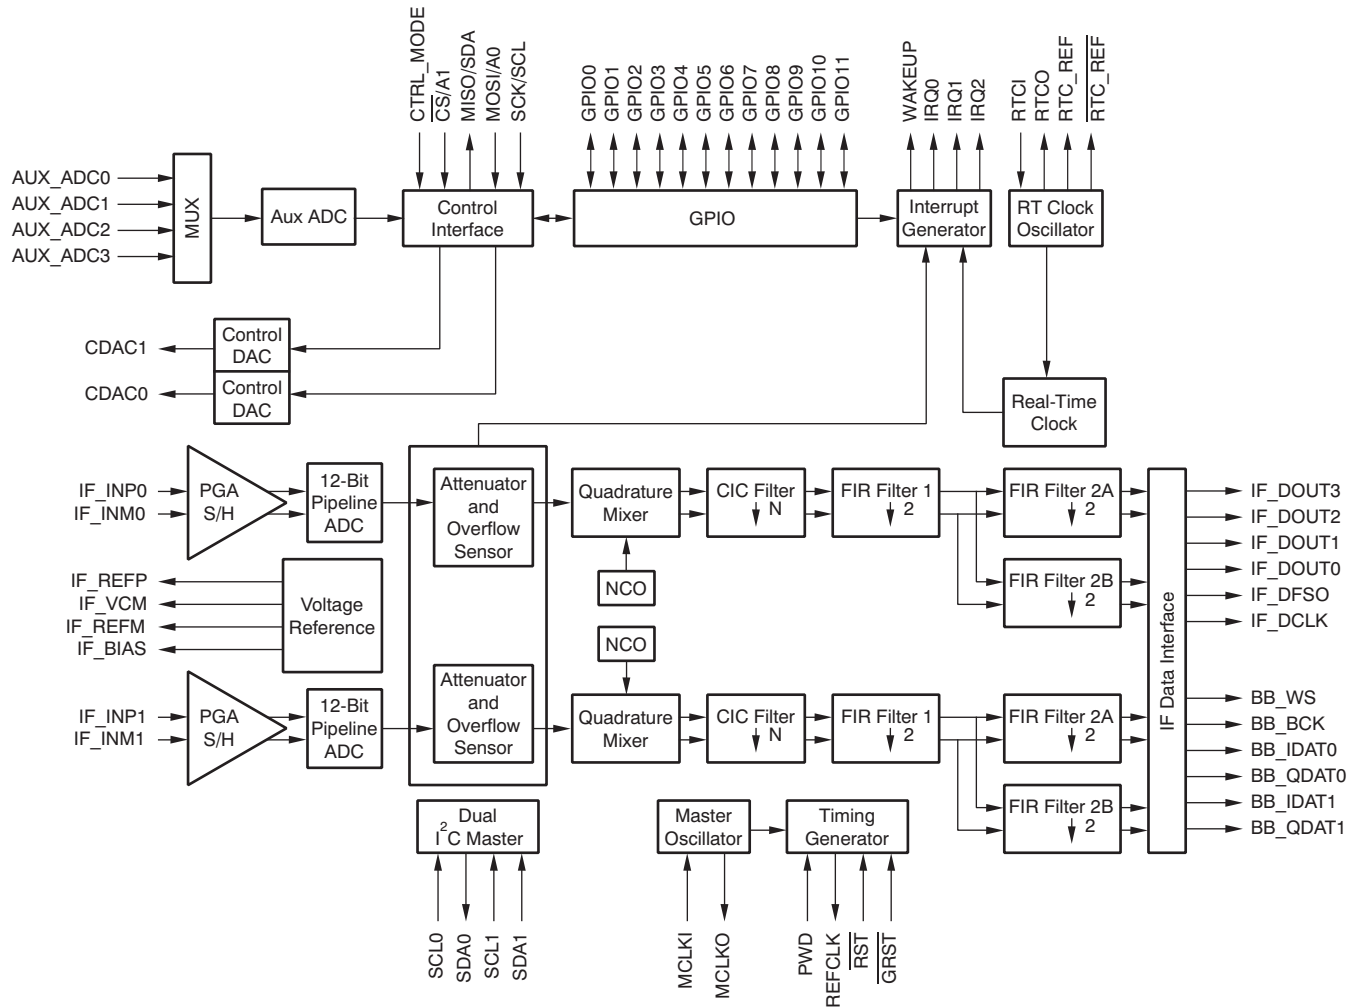 CTRL_MODE
CS/A1
MISO/SDA
MOSI/A0
SCK/SCL
GPIO0
GPIO1
GPIO2
GPIO3
GPIO4
GPIO5
GPIO6
GPIO7
GPIO8
GPIO9
GPIO10
GPIO11
WAKEUP
IRQ0
IRQ1
IRQ2
RTCI
RTCO
RTC_REF
RTC_REF
AUX_ADC0
AUX_ADC1
AUX_ADC2
AUX_ADC3
MUX
Aux ADC
Control
Interface
GPIO
Interrupt
Generator
RT Clock
Oscillator
CDAC1
Control
DAC
CDAC0
Control
DAC
Real-Time
Clock
IF_INP0
IF_INM0
PGA
S/H
12-Bit
Pipeline
ADC
Attenuator
and
Overflow
Sensor
Quadrature
Mixer
CIC Filter
↓ N
FIR Filter 1
↓ 2
FIR Filter 2A
↓ 2
NCO
FIR Filter 2B
↓ 2
IF_REFP
IF_VCM
IF_REFM
IF_BIAS
Voltage
Reference
NCO
IF_INP1
IF_INM1
PGA
S/H
12-Bit
Pipeline
ADC
Attenuator
and
Overflow
Sensor
Quadrature
Mixer
CIC Filter
↓ N
FIR Filter 1
↓ 2
FIR Filter 2A
↓ 2
FIR Filter 2B
↓ 2
IF Data Interface
IF_DOUT3
IF_DOUT2
IF_DOUT1
IF_DOUT0
IF_DFSO
IF_DCLK
BB_WS
BB_BCK
BB_IDAT0
BB_QDAT0
BB_IDAT1
BB_QDAT1
Dual
I²C Master
SCL0
SDA0
SCL1
SDA1
Master
Oscillator
MCLKI
MCLKO
Timing
Generator
PWD
REFCLK
RST
GRST